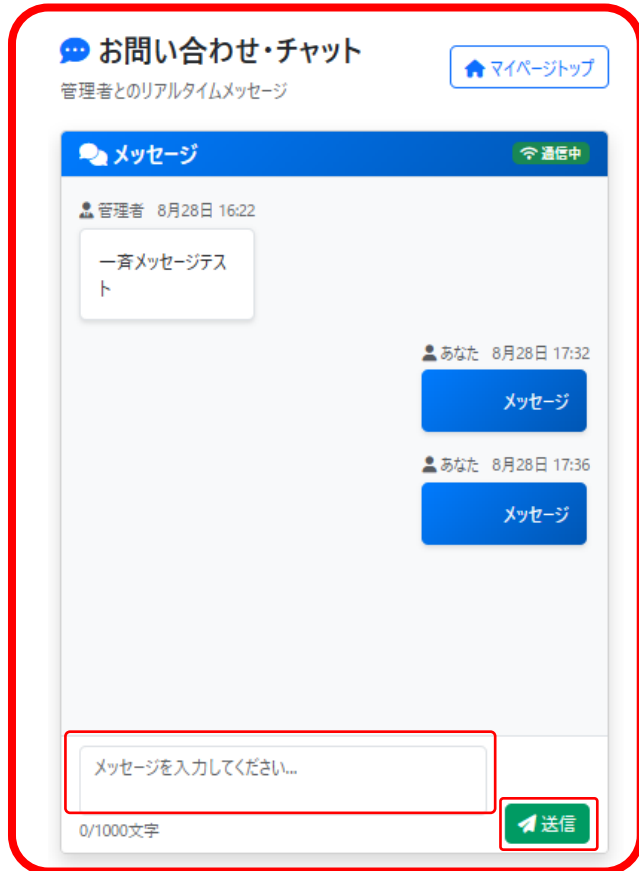 お問い合わせ・チャット
マイページトップ
管理者とのリアルタイムメッセージ
メッセージ
通信中
管理者 8月28日 16:22
一斉メッセージテス
ト
あなた 8月28日 17:32
メッセージ
あなた 8月28日 17:36
メッセージ
メッセージを入力してください...
0/1000文字
送信